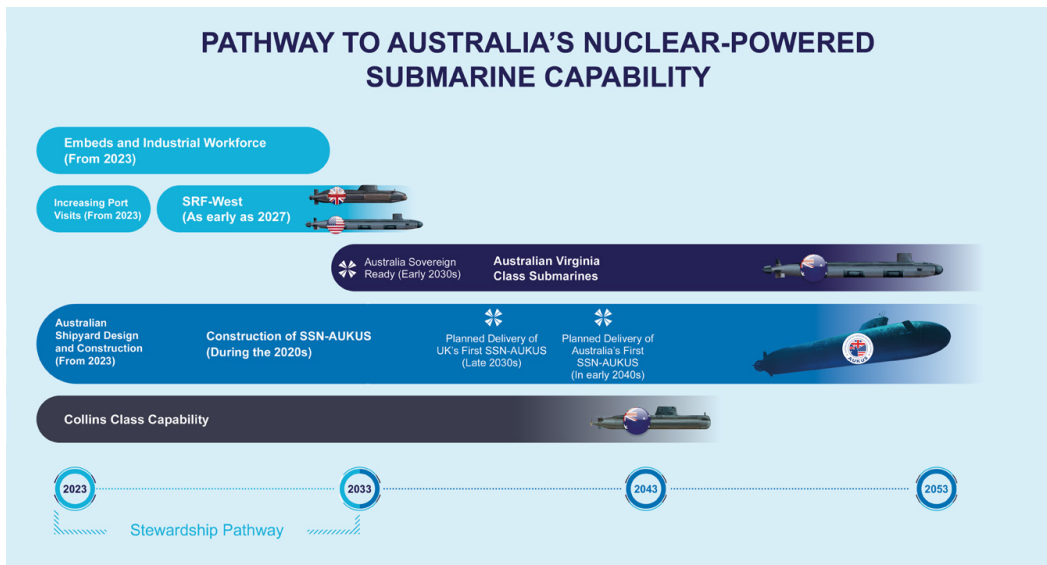 PATHWAY TO AUSTRALIA'S NUCLEAR-POWERED
SUBMARINE CAPABILITY
Embeds and Industrial Workforce
(From 2023)
Increasing Port
Visits (From 2023)
SRF-West
(As early as 2027)
Australia Sovereign
Ready (Early 2030s)
Australian Virginia
Class Submarines
Australian
Shipyard Design
and Construction
(From 2023)
Construction of SSN-AUKUS
(During the 2020s)
Planned Delivery of
UK's First SSN-AUKUS
(Late 2030s)
Planned Delivery of
Australia's First
SSN-AUKUS
(In early 2040s)
AUKUS
Collins Class Capability
2023
2033
2043
2053
Stewardship Pathway